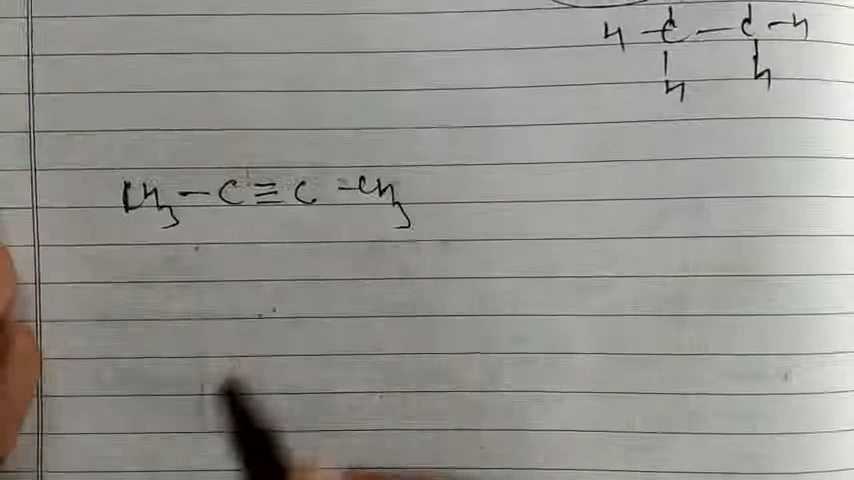 H - C - C - H
H H
CH₃ - C ≡ C - CH₃